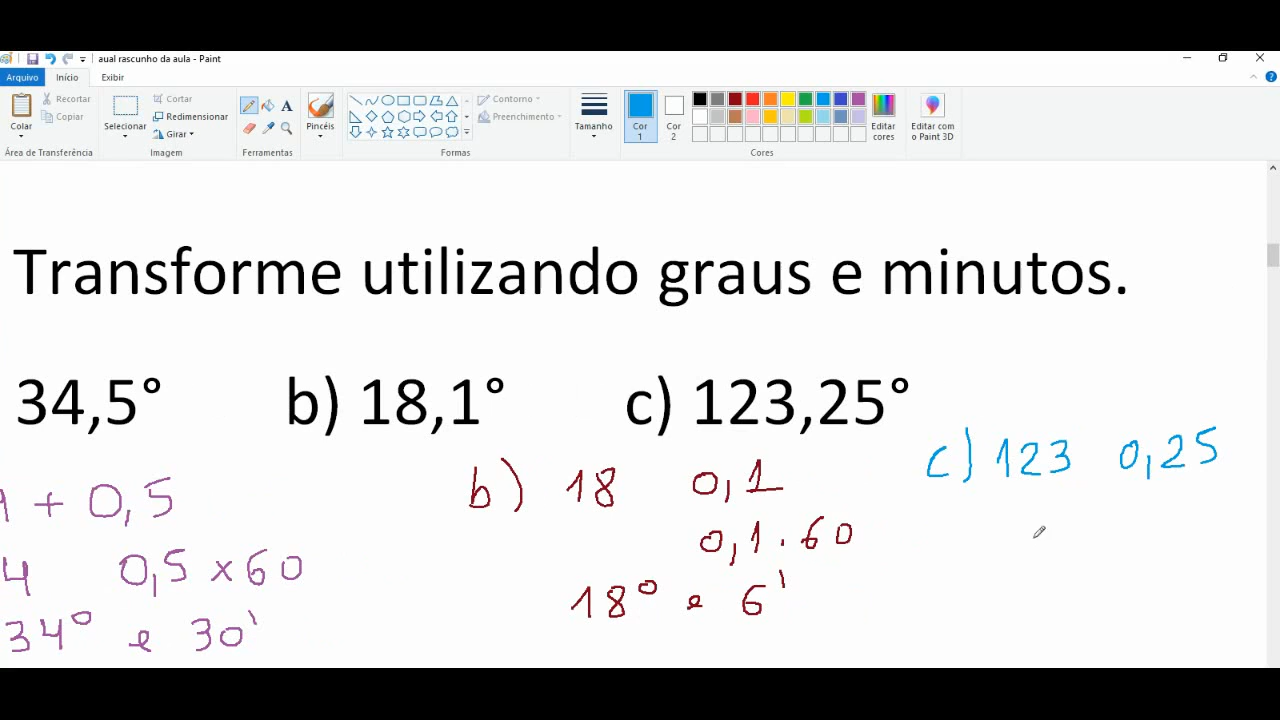 aual rascunho da aula - Paint
Arquivo Início Exibir
Colar
Recortar
Copiar
Área de Transferência
Selecionar
Cortar
Redimensionar
Girar
Imagem
A
Ferramentas
Pincéis
Contorno
Preenchimento
Formas
Tamanho
Cor 1
Cor 2
Editar cores
Cores
Editar com o Paint 3D
Transforme utilizando graus e minutos.
34,5° b) 18,1° c) 123,25°
+ 0,5
4 0,5 x 60
34° e 30'
b) 18 0,1
0,1 . 60
18° e 6'
c) 123 0,25